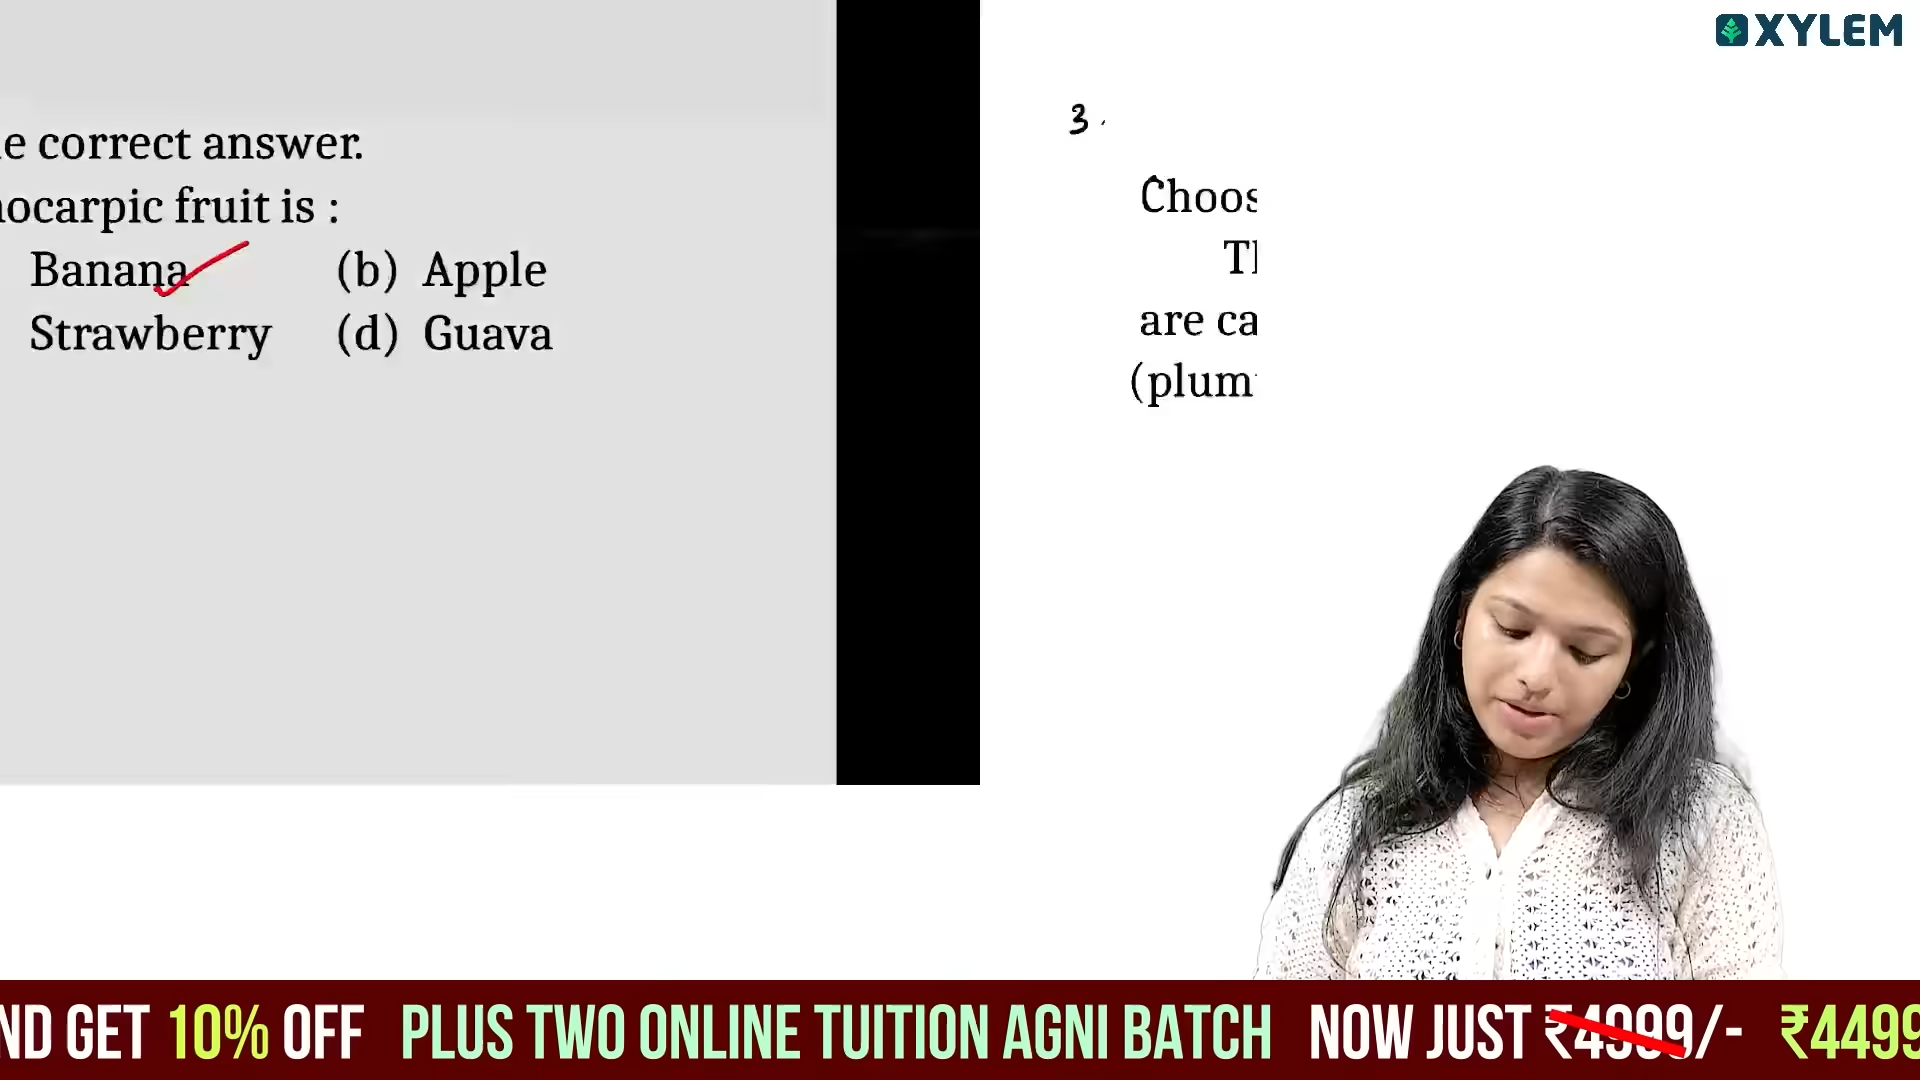 XYLEM
e correct answer.
ocarpic fruit is :
Banana (b) Apple
Strawberry (d) Guava
3.
Choos
Th
are ca
(plum
ND GET 10% OFF PLUS TWO ONLINE TUITION AGNI BATCH NOW JUST ₹4999/- ₹4499